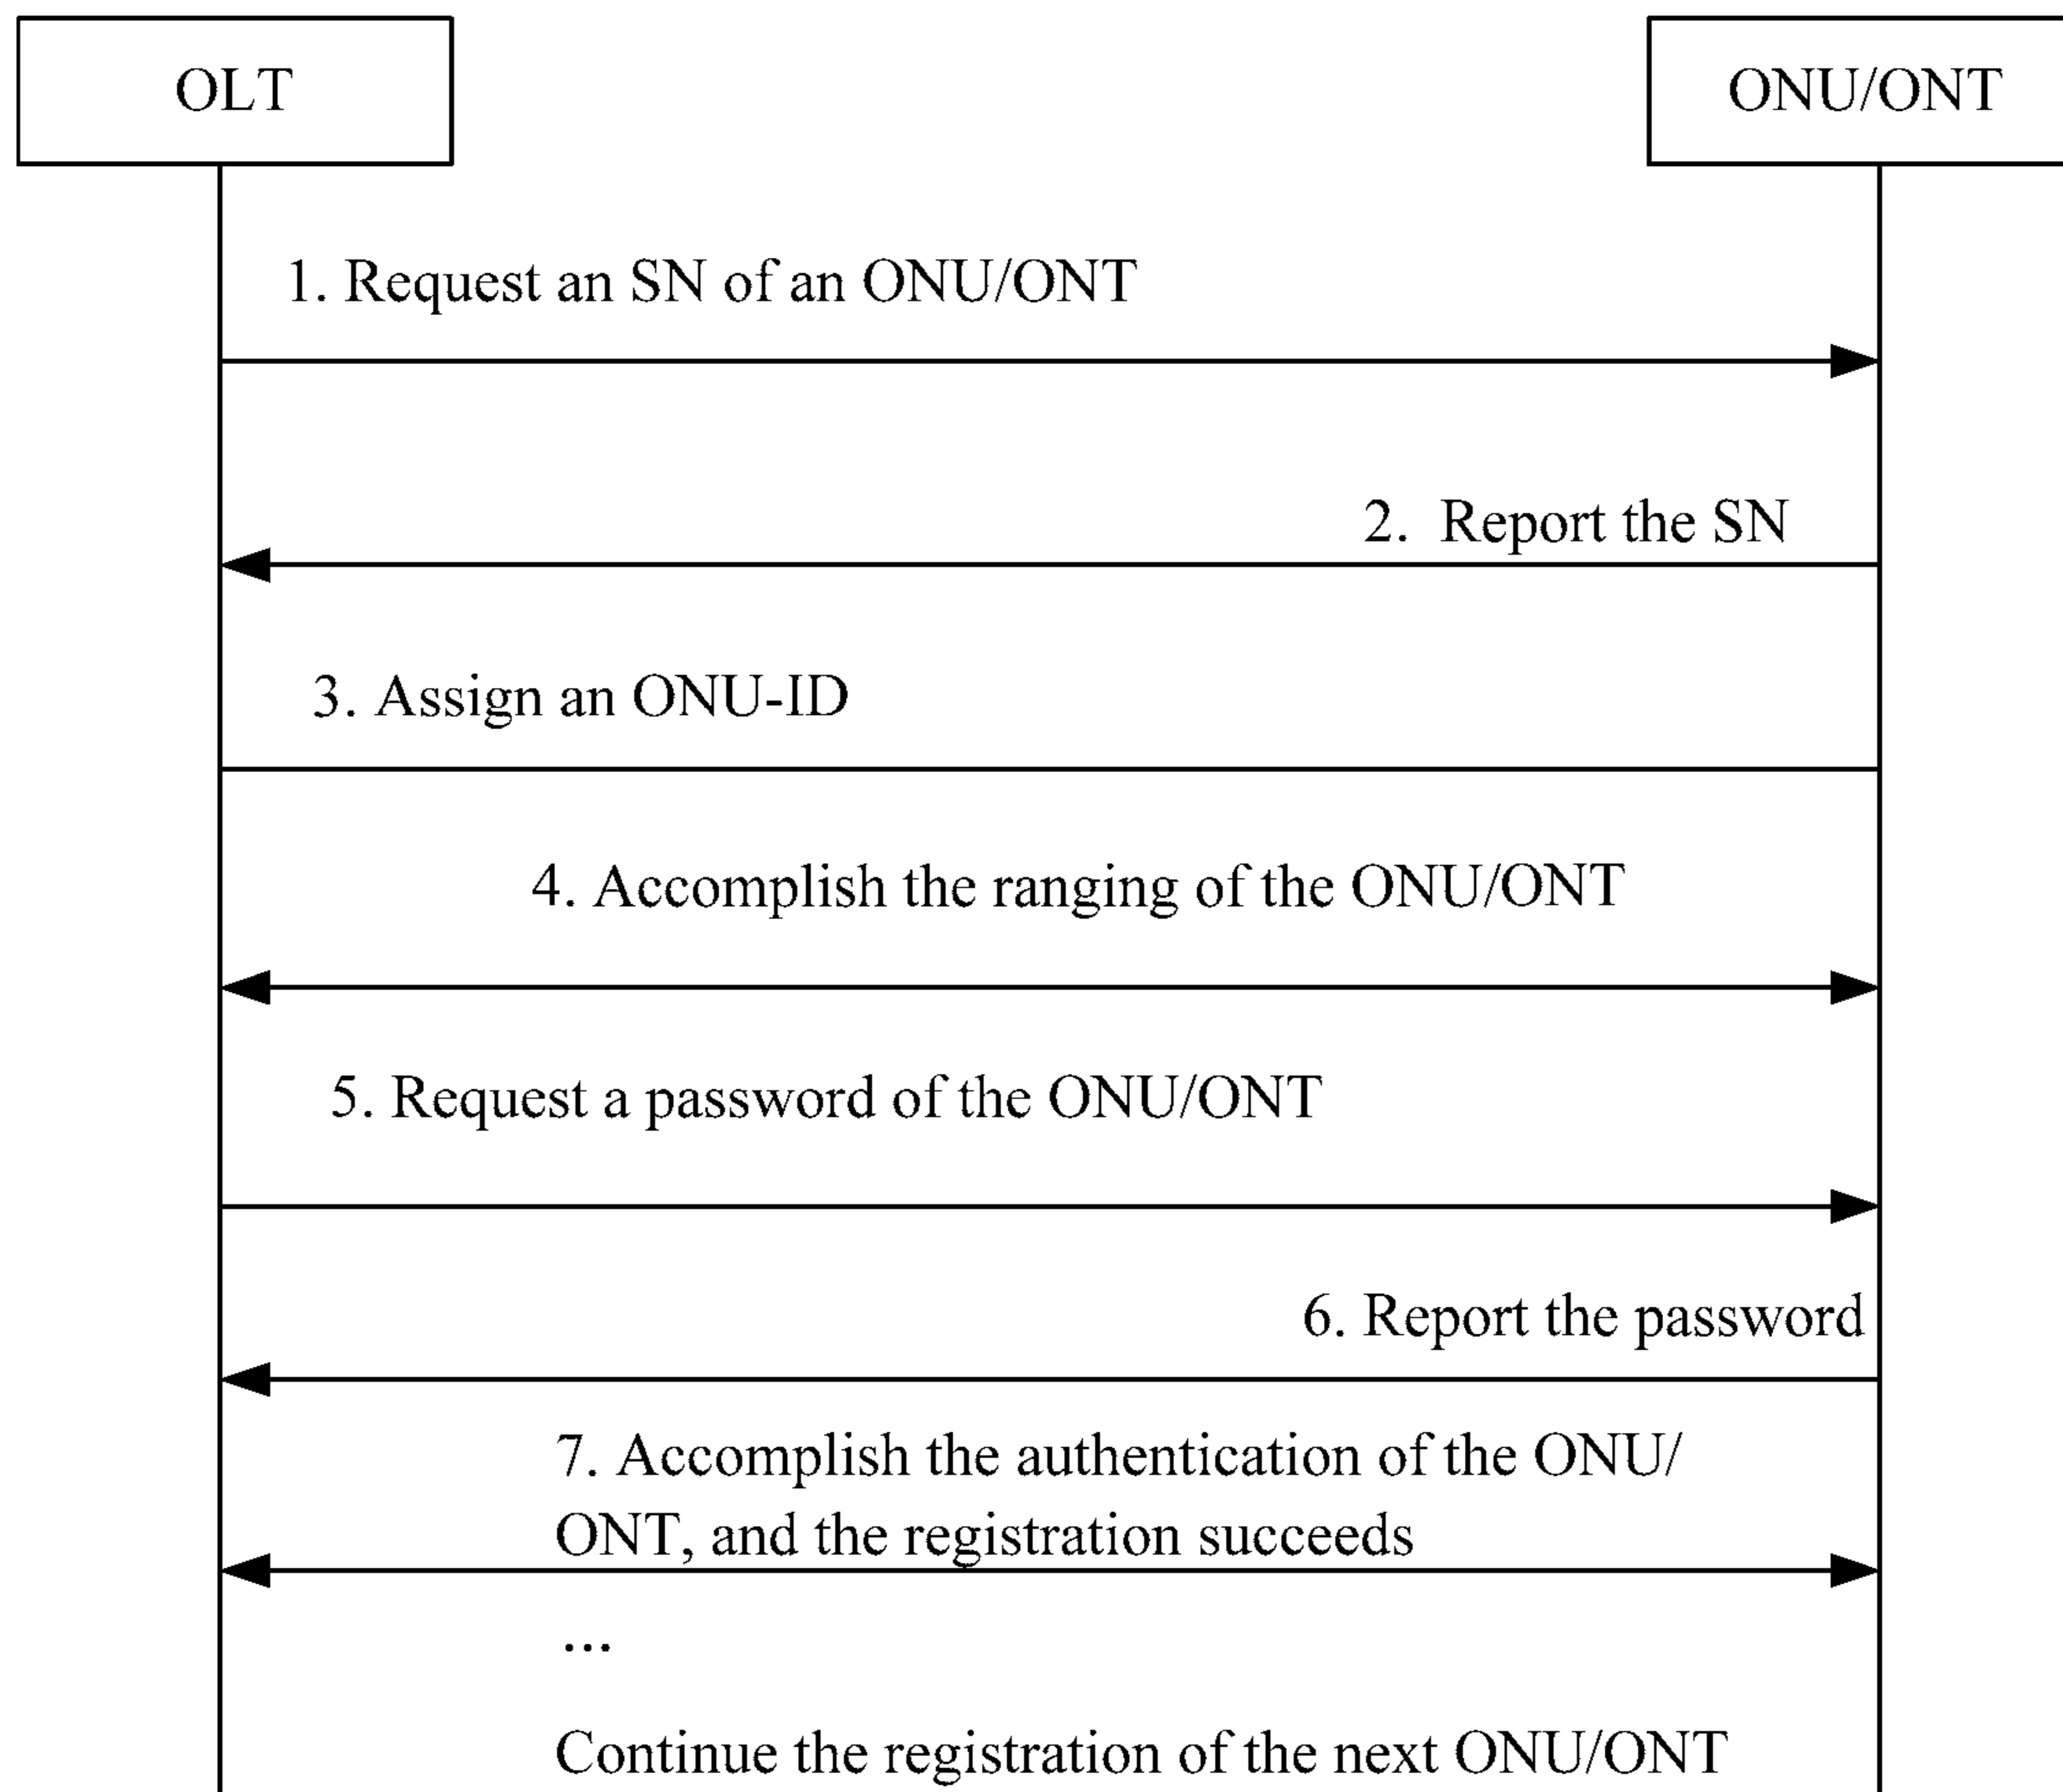 OLT
ONU/ONT
1. Request an SN of an ONU/ONT
2. Report the SN
3. Assign an ONU-ID
4. Accomplish the ranging of the ONU/ONT
5. Request a password of the ONU/ONT
6. Report the password
7. Accomplish the authentication of the ONU/
ONT, and the registration succeeds
...
Continue the registration of the next ONU/ONT